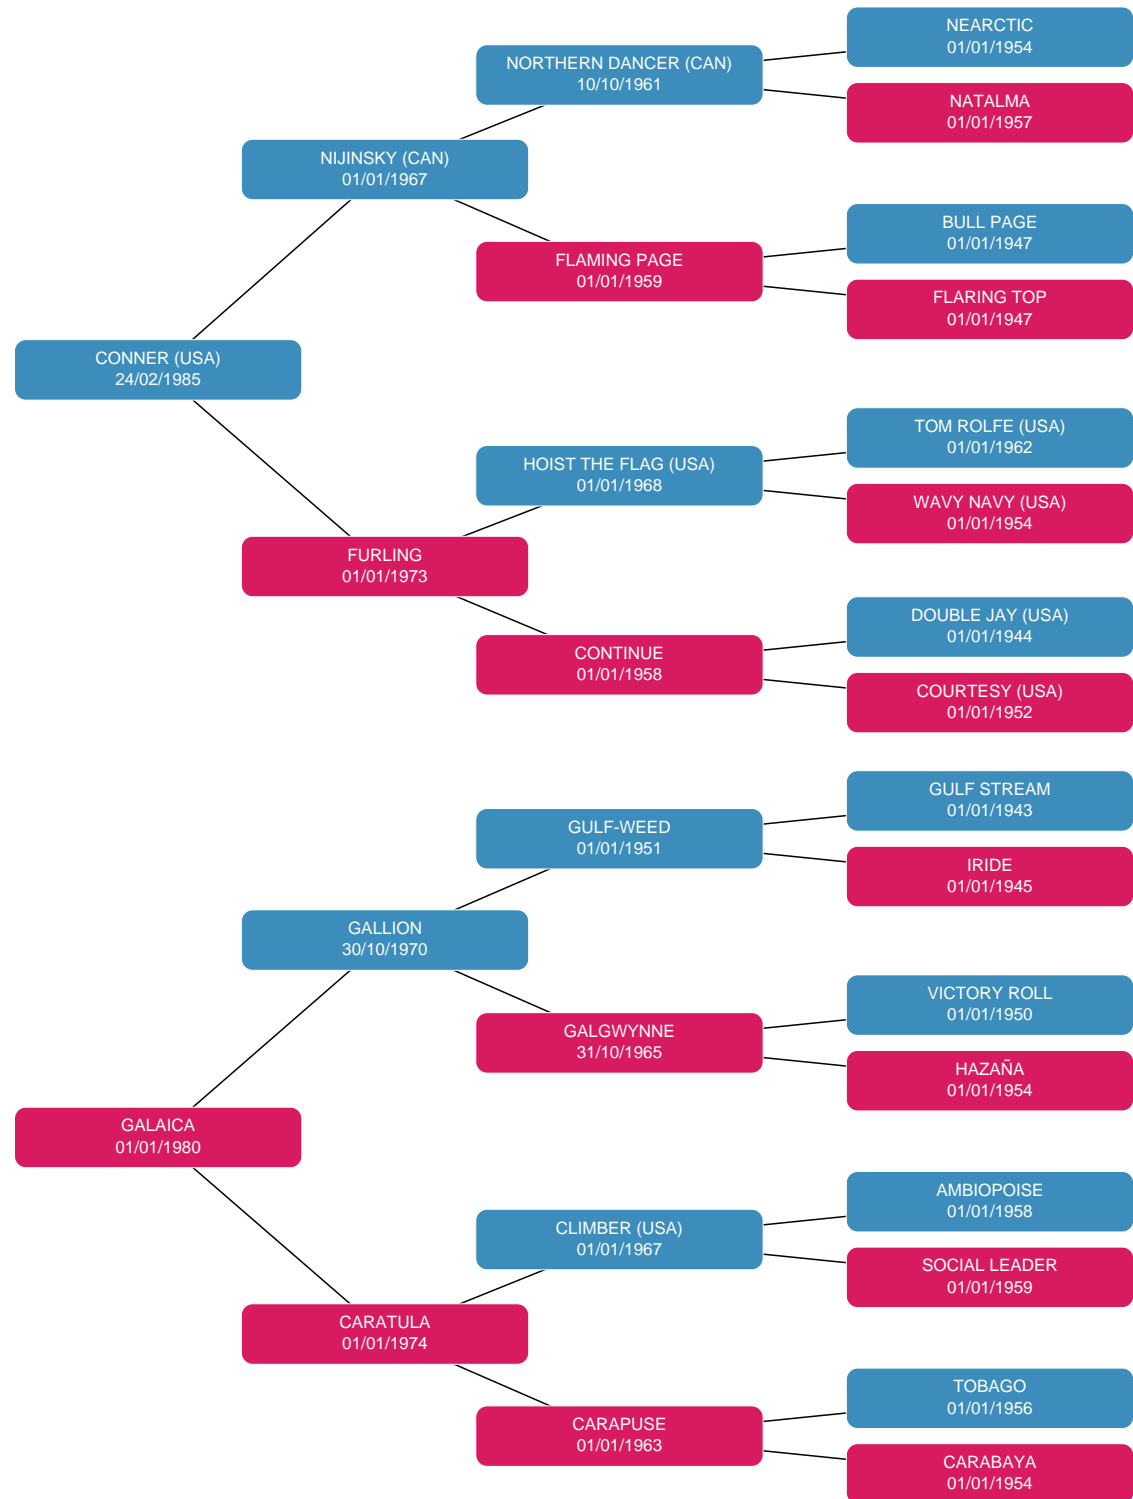 NEARCTIC
01/01/1954
NORTHERN DANCER (CAN)
10/10/1961
NATALMA
01/01/1957
NIJINSKY (CAN)
01/01/1967
BULL PAGE
01/01/1947
FLAMING PAGE
01/01/1959
FLARING TOP
01/01/1947
CONNER (USA)
24/02/1985
TOM ROLFE (USA)
01/01/1962
HOIST THE FLAG (USA)
01/01/1968
WAVY NAVY (USA)
01/01/1954
FURLING
01/01/1973
DOUBLE JAY (USA)
01/01/1944
CONTINUE
01/01/1958
COURTESY (USA)
01/01/1952
GULF STREAM
01/01/1943
GULF-WEED
01/01/1951
IRIDE
01/01/1945
GALLION
30/10/1970
VICTORY ROLL
01/01/1950
GALGWYNNE
31/10/1965
HAZAÑA
01/01/1954
GALAICA
01/01/1980
AMBIOPOISE
01/01/1958
CLIMBER (USA)
01/01/1967
SOCIAL LEADER
01/01/1959
CARATULA
01/01/1974
TOBAGO
01/01/1956
CARAPUSE
01/01/1963
CARABAYA
01/01/1954